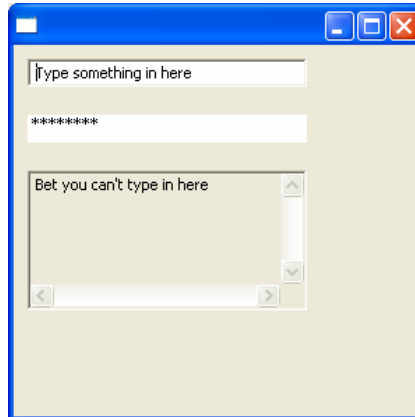 Type something in here
********
Bet you can't type in here